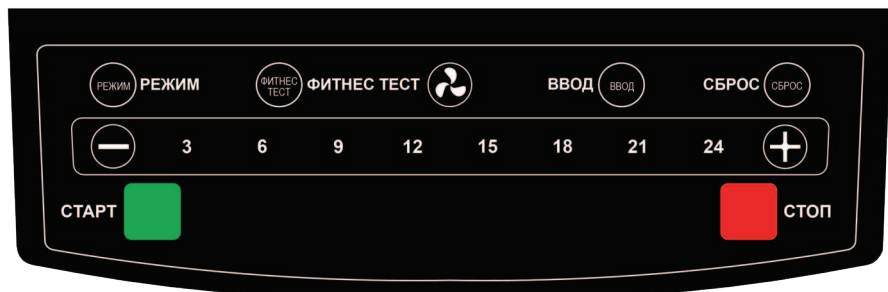 РЕЖИМ РЕЖИМ ФИТНЕС ТЕСТ ФИТНЕС ТЕСТ ВВОД ВВОД СБРОС СБРОС
3 6 9 12 15 18 21 24
СТАРТ СТОП